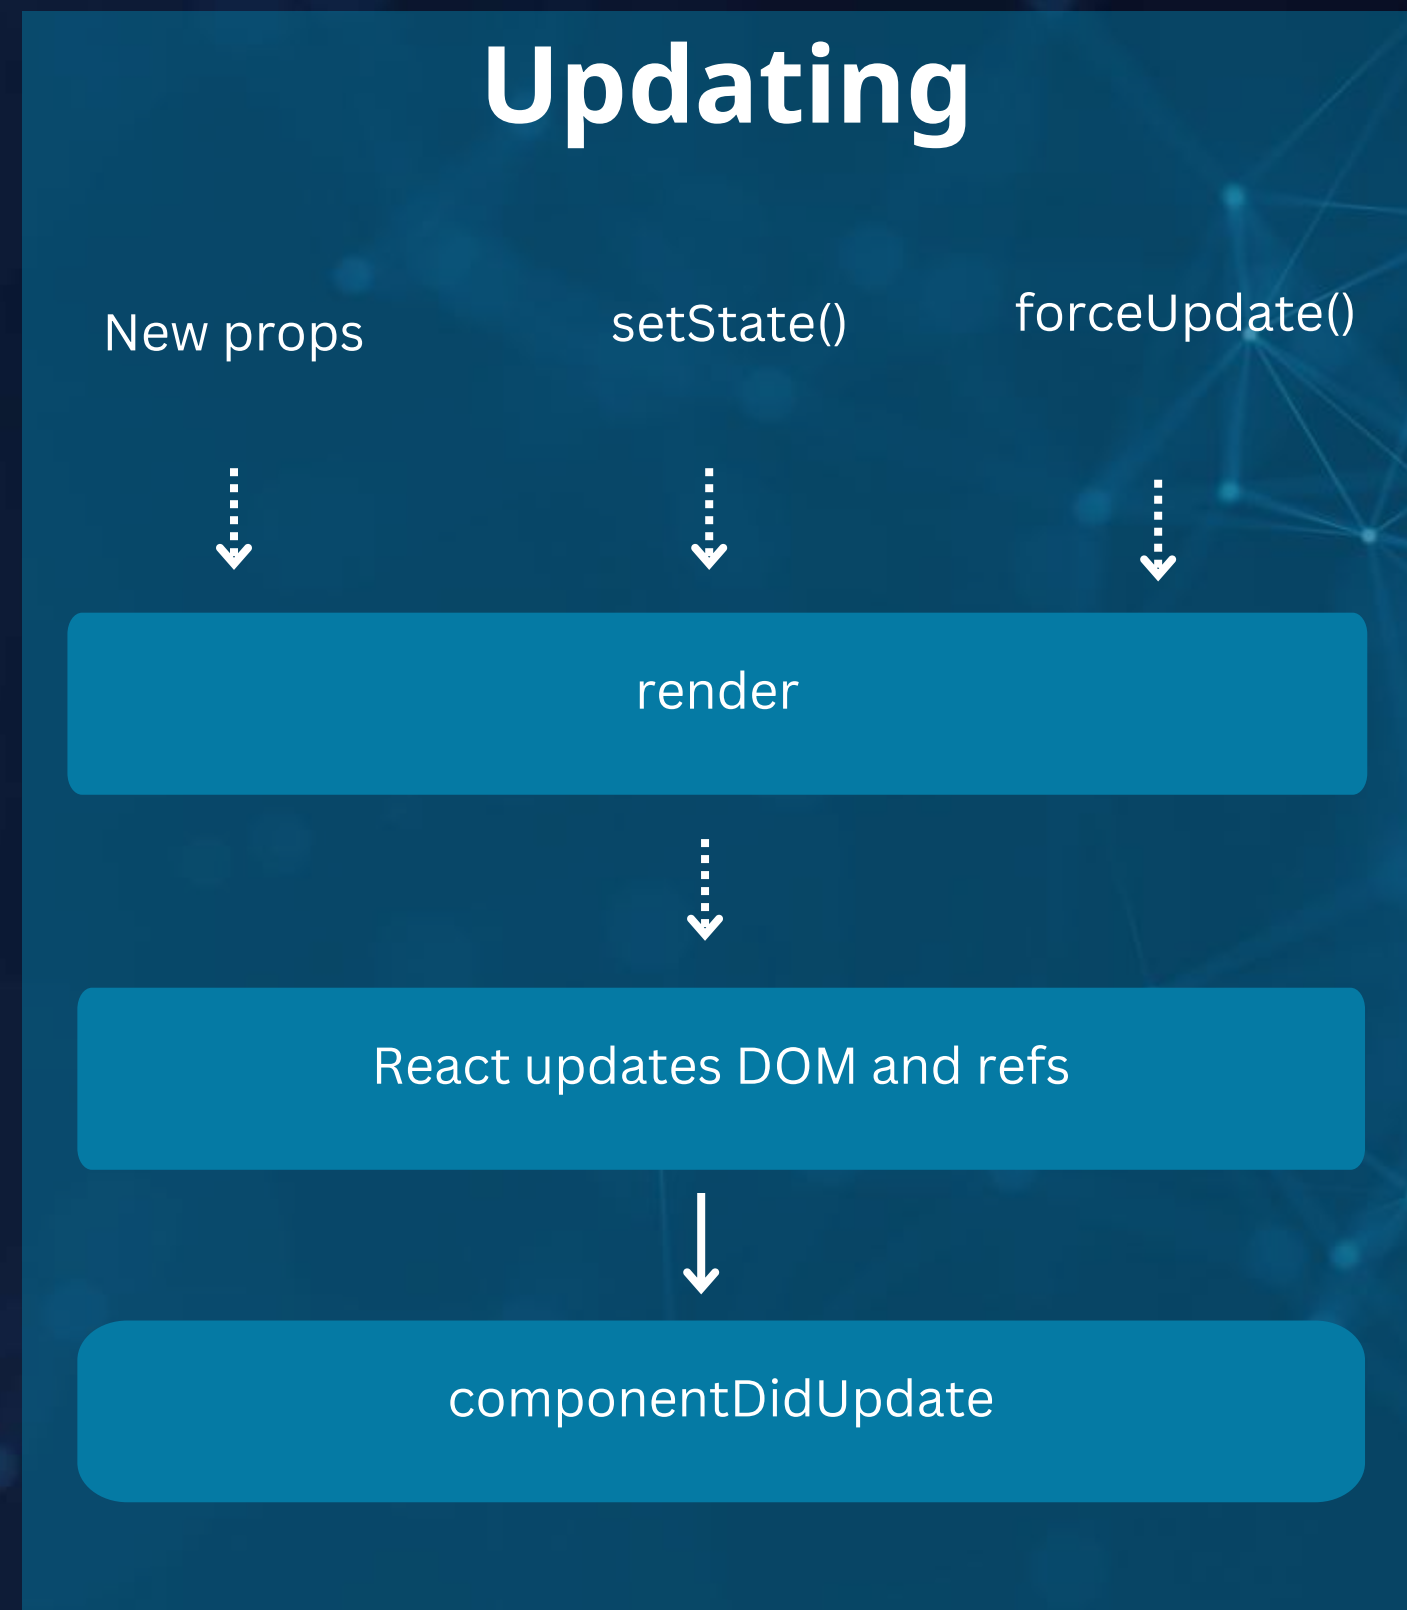 Updating
New props
setState()
forceUpdate()
render
React updates DOM and refs
componentDidUpdate